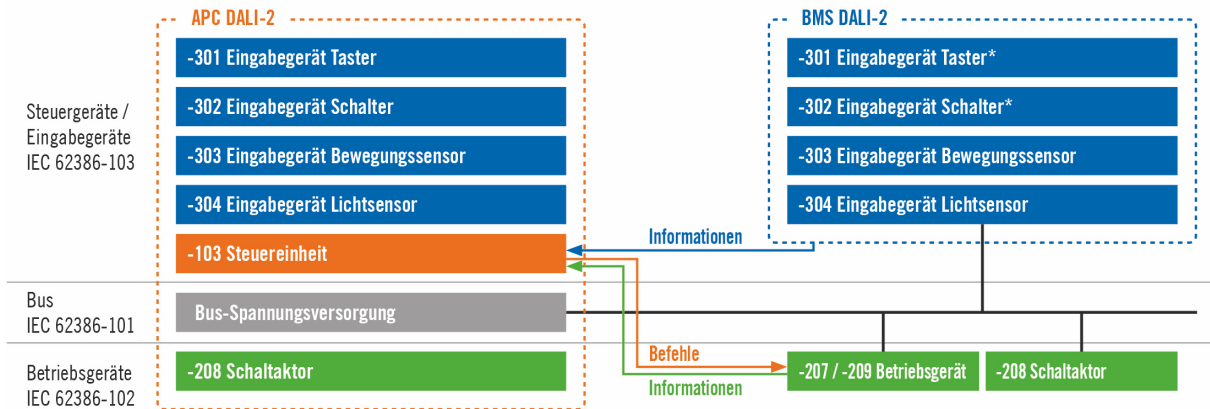 APC DALI-2
BMS DALI-2
Steuergeräte /
Eingabegeräte
IEC 62386-103
-301 Eingabegerät Taster
-302 Eingabegerät Schalter
-303 Eingabegerät Bewegungssensor
-304 Eingabegerät Lichtsensor
-103 Steuereinheit
-301 Eingabegerät Taster*
-302 Eingabegerät Schalter*
-303 Eingabegerät Bewegungssensor
-304 Eingabegerät Lichtsensor
Informationen
Bus
IEC 62386-101
Bus-Spannungsversorgung
Betriebsgeräte
IEC 62386-102
-208 Schaltaktor
Befehle
Informationen
-207 / -209 Betriebsgerät
-208 Schaltaktor